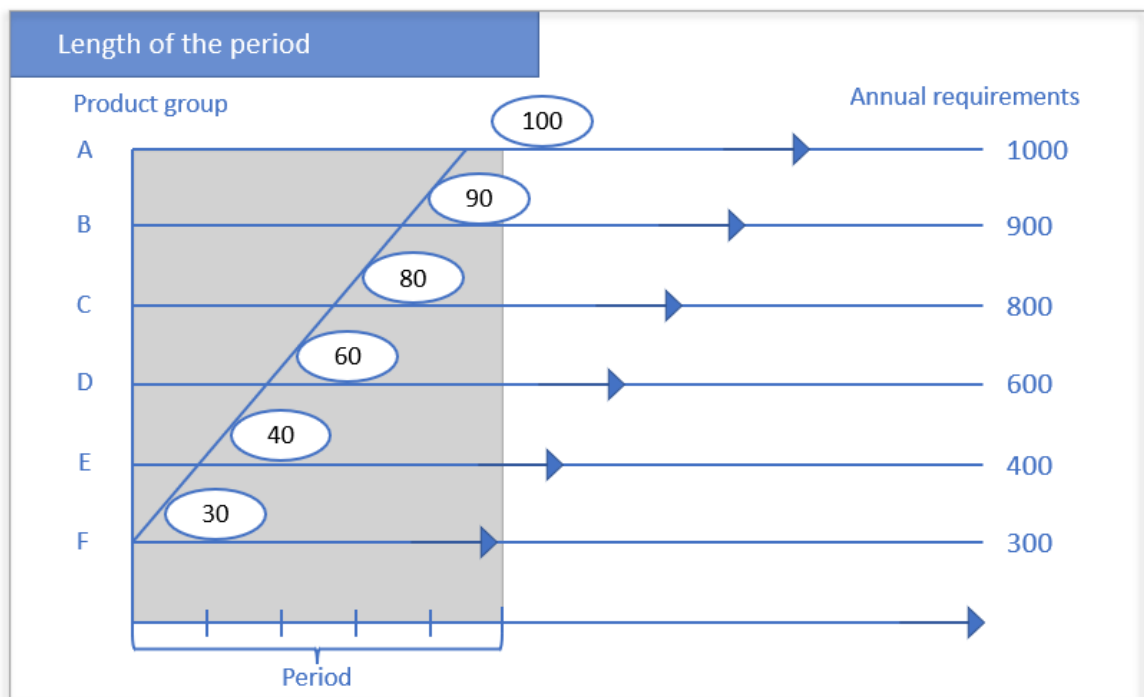 Length of the period
Product group
Annual requirements
100
A
1000
90
B
900
80
C
800
60
D
600
40
E
400
30
F
300
Period